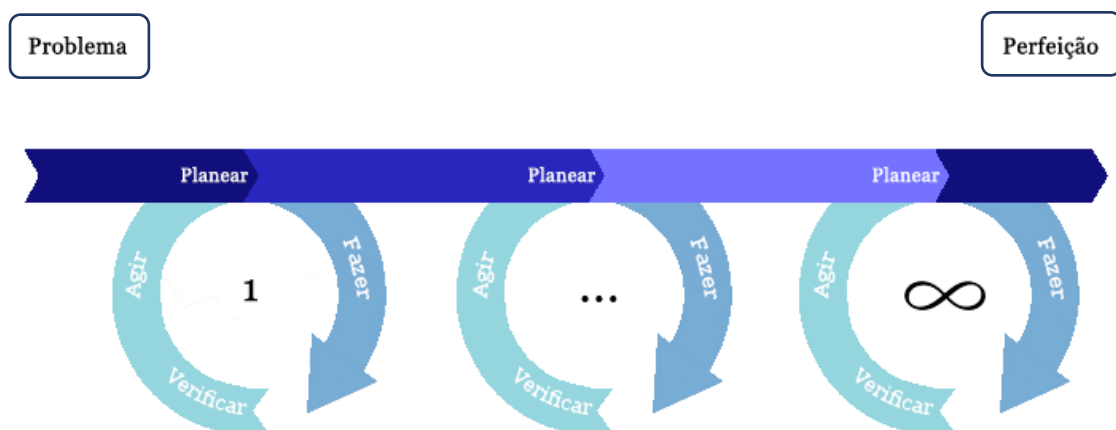 Problema
Perfeição
Planear
Planear
Planear
Agir
1
Fazer
Verificar
Agir
...
Fazer
Verificar
Agir
∞
Fazer
Verificar